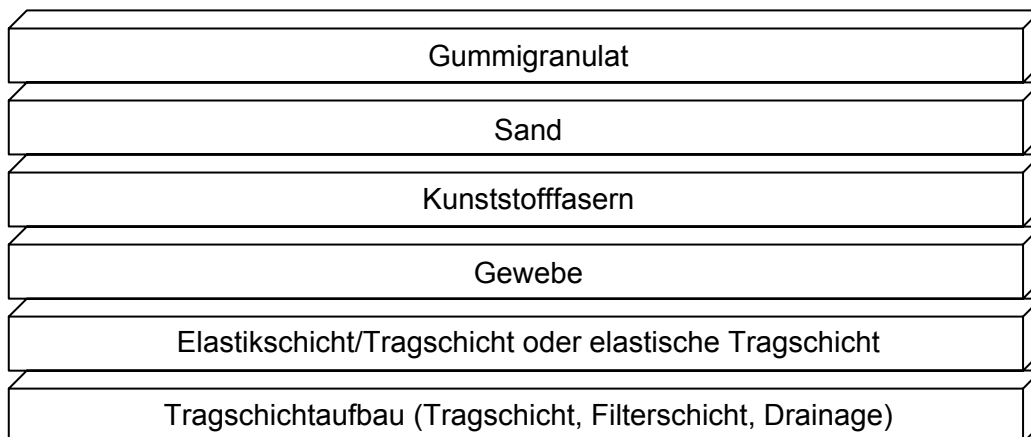 Gummigranulat
Sand
Kunststofffasern
Gewebe
Elastikschicht/Tragschicht oder elastische Tragschicht
Tragschichtaufbau (Tragschicht, Filterschicht, Drainage)